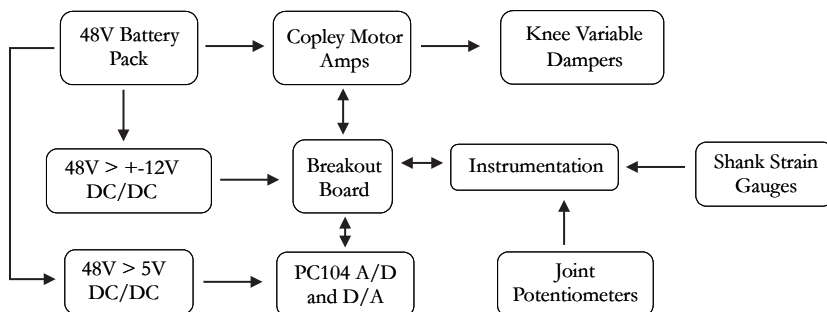 48V Battery
Pack
Copley Motor
Amps
Knee Variable
Dampers
48V > +-12V
DC/DC
Breakout
Board
Instrumentation
Shank Strain
Gauges
48V > 5V
DC/DC
PC104 A/D
and D/A
Joint
Potentiometers